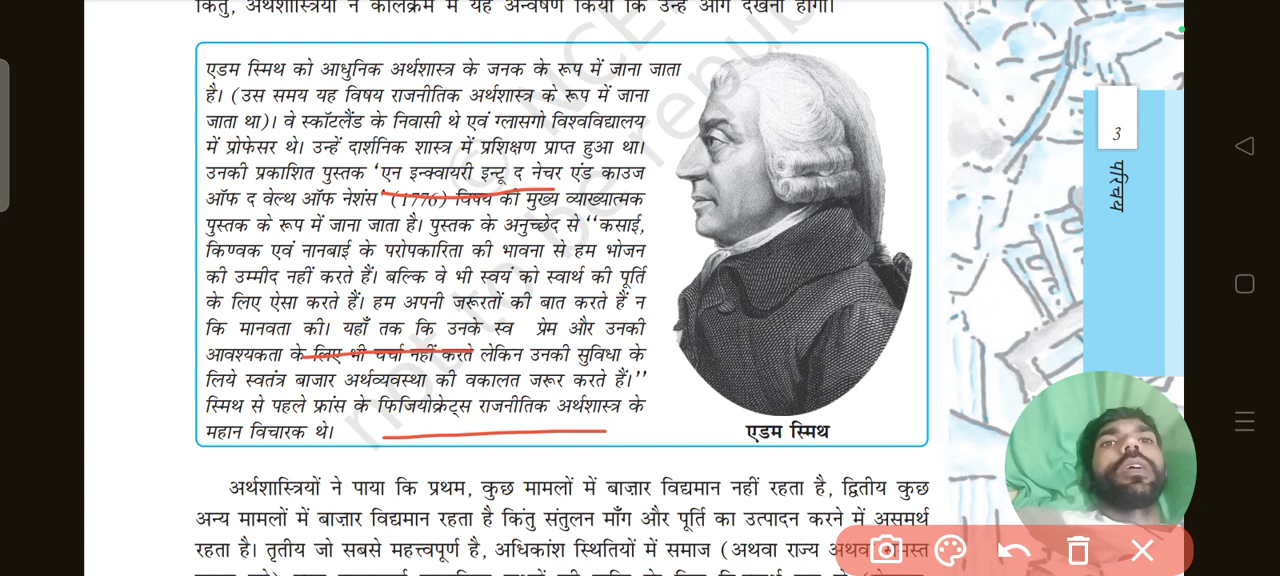 किंतु, अर्थशास्त्रियों ने कालक्रम में यह अन्वेषण किया कि उन्हें आगे देखना होगा।
एडम स्मिथ को आधुनिक अर्थशास्त्र के जनक के रूप में जाना जाता
है। (उस समय यह विषय राजनीतिक अर्थशास्त्र के रूप में जाना
जाता था)। वे स्कॉटलैंड के निवासी थे एवं ग्लासगो विश्वविद्यालय
में प्रोफेसर थे। उन्हें दार्शनिक शास्त्र में प्रशिक्षण प्राप्त हुआ था।
उनकी प्रकाशित पुस्तक ‘एन इन्क्वायरी इन्टू द नेचर एंड काउज
ऑफ द वेल्थ ऑफ नेशंस’ (1776) विषय की मुख्य व्याख्यात्मक
पुस्तक के रूप में जाना जाता है। पुस्तक के अनुच्छेद से ‘‘कसाई,
किण्वक एवं नानबाई के परोपकारिता की भावना से हम भोजन
की उम्मीद नहीं करते हैं। बल्कि वे भी स्वयं को स्वार्थ की पूर्ति
के लिए ऐसा करते हैं। हम अपनी जरूरतों की बात करते हैं न
कि मानवता की। यहाँ तक कि उनके स्व प्रेम और उनकी
आवश्यकता के लिए भी चर्चा नहीं करते लेकिन उनकी सुविधा के
लिये स्वतंत्र बाजार अर्थव्यवस्था की वकालत जरूर करते हैं।’’
स्मिथ से पहले फ्रांस के फिजियोक्रेट्स राजनीतिक अर्थशास्त्र के
महान विचारक थे।
एडम स्मिथ
3
परिचय
अर्थशास्त्रियों ने पाया कि प्रथम, कुछ मामलों में बाज़ार विद्यमान नहीं रहता है, द्वितीय कुछ
अन्य मामलों में बाज़ार विद्यमान रहता है किंतु संतुलन माँग और पूर्ति का उत्पादन करने में असमर्थ
रहता है। तृतीय जो सबसे महत्त्वपूर्ण है, अधिकांश स्थितियों में समाज (अथवा राज्य अथवा समस्त